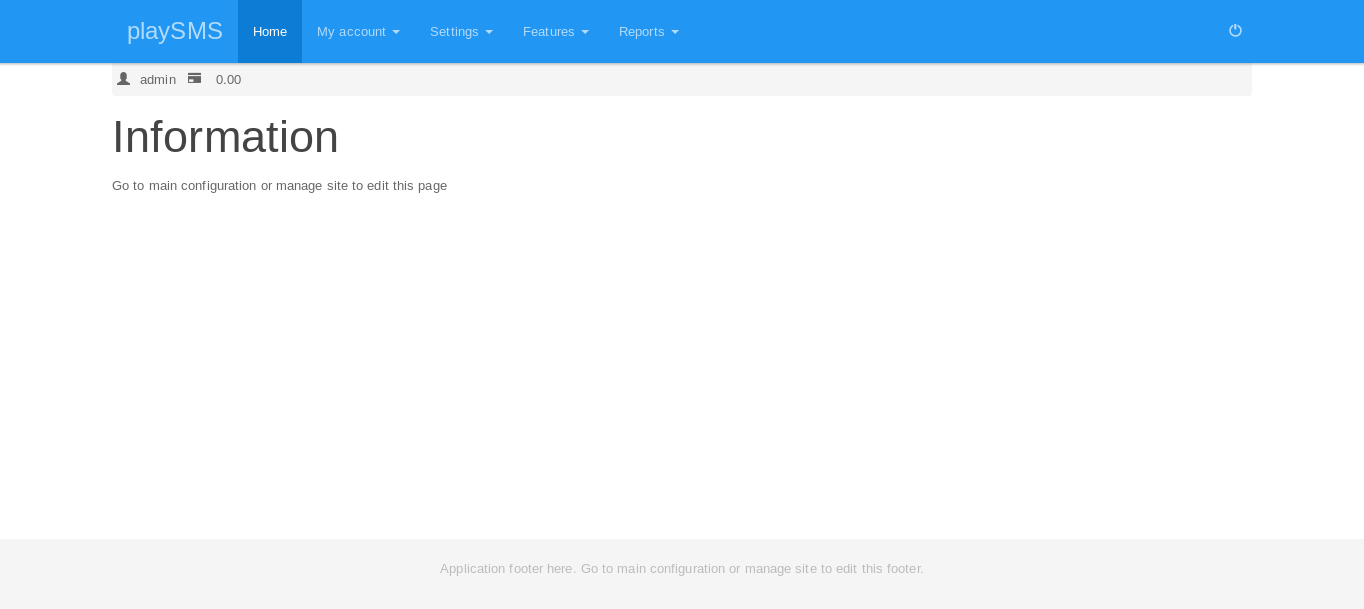 playSMS Home My account Settings Features Reports
admin 0.00
Information
Go to main configuration or manage site to edit this page
Application footer here. Go to main configuration or manage site to edit this footer.